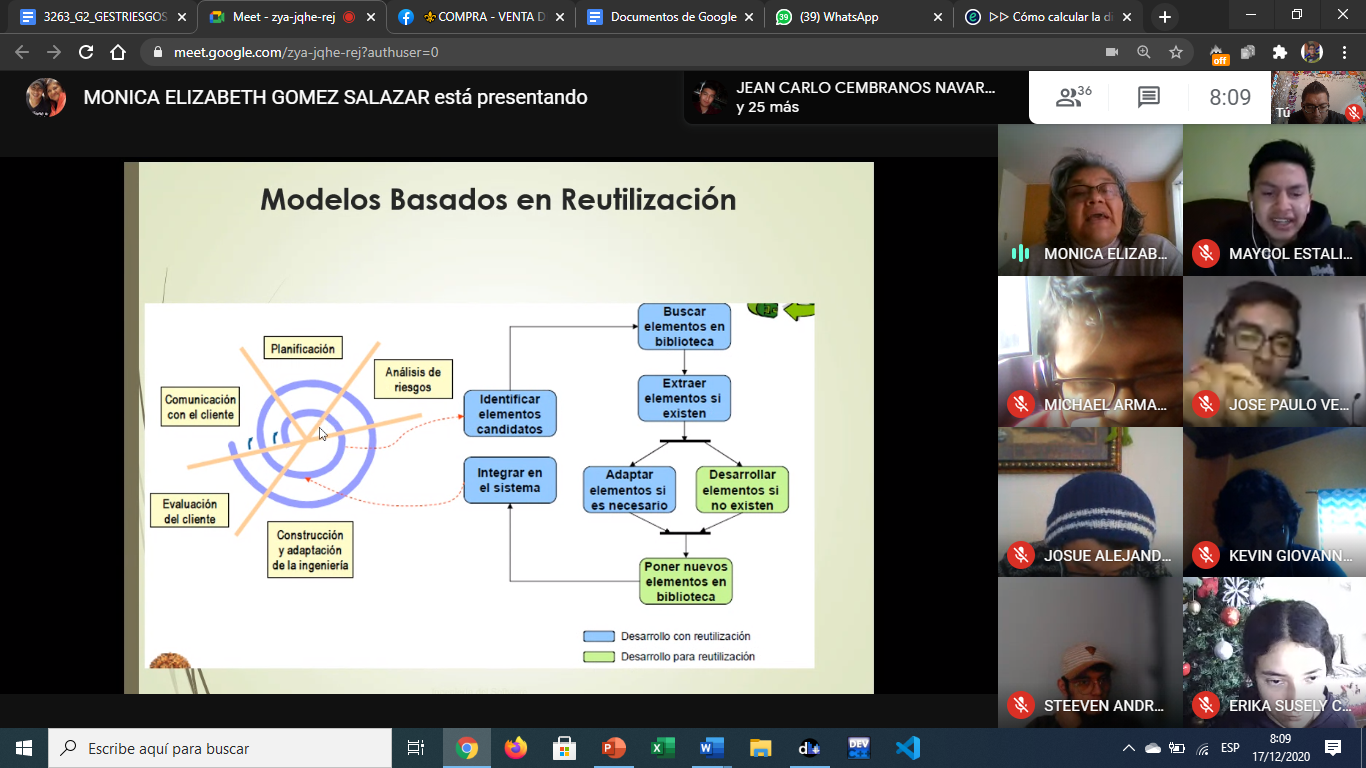 3263_G2_GESTRIESGOS
Meet - zya-jqhe-rej
COMPRA - VENTA D
Documentos de Google
(39) WhatsApp
▷▷ Cómo calcular la di
meet.google.com/zya-jqhe-rej?authuser=0
off
MONICA ELIZABETH GOMEZ SALAZAR está presentando
JEAN CARLO CEMBRANOS NAVAR...
y 25 más
36
8:09
Tú
Modelos Basados en Reutilización
Planificación
Análisis de
riesgos
Comunicación
con el cliente
Evaluación
del cliente
Construcción
y adaptación
de la ingeniería
Identificar
elementos
candidatos
Integrar en
el sistema
Buscar
elementos en
biblioteca
Extraer
elementos si
existen
Adaptar
elementos si
es necesario
Desarrollar
elementos si
no existen
Poner nuevos
elementos en
biblioteca
Desarrollo con reutilización
Desarrollo para reutilización
MONICA ELIZAB...
MAYCOL ESTALI...
MICHAEL ARMA...
JOSE PAULO VE...
JOSUE ALEJAND...
KEVIN GIOVANN...
STEEVEN ANDR...
ERIKA SUSELY C...
Escribe aquí para buscar
DEV
ESP
8:09
17/12/2020